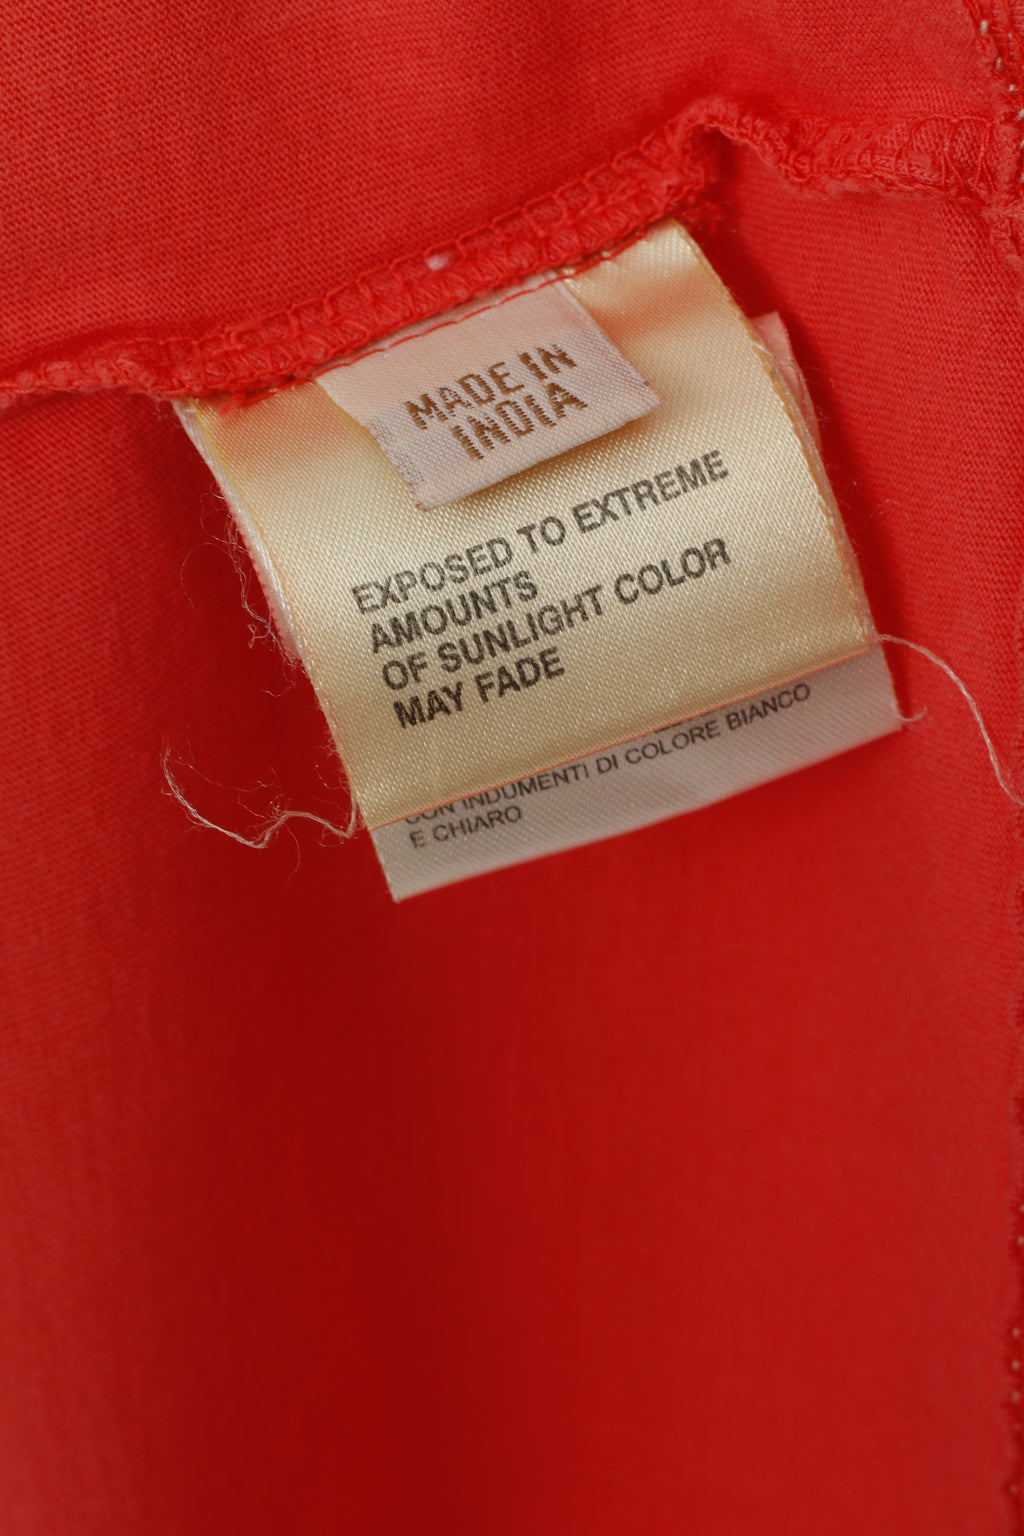 MADE IN
INDIA
EXPOSED TO EXTREME
AMOUNTS
OF SUNLIGHT COLOR
MAY FADE
CON INDUMENTI DI COLORE BIANCO
E CHIARO